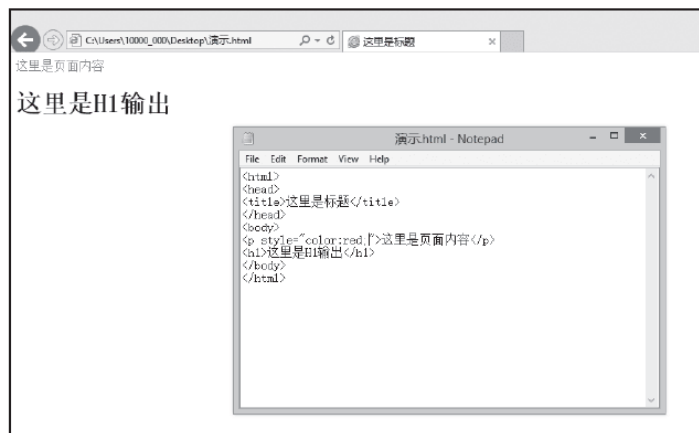 C:\Users\10000_000\Desktop\演示.html
这里是标题
这里是页面内容
这里是H1输出
演示.html - Notepad
File Edit Format View Help
<html>
<head>
<title>这里是标题</title>
</head>
<body>
<p style="color:red;">这里是页面内容</p>
<h1>这里是H1输出</h1>
</body>
</html>